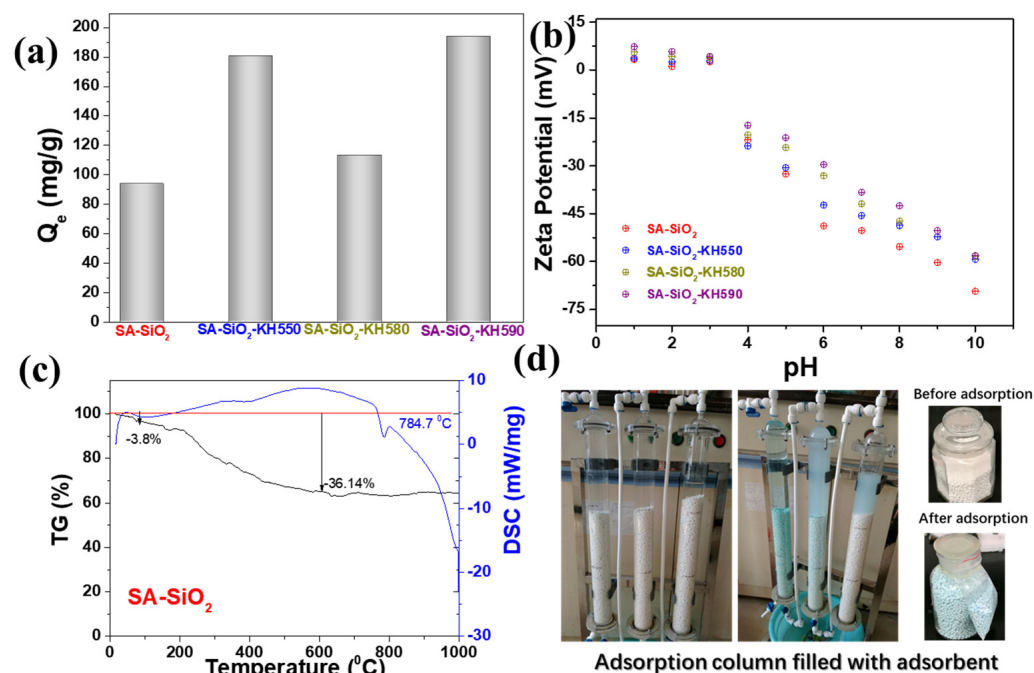 (a)
Qe (mg/g)
200
180
160
140
120
100
80
60
40
20
0
SA-SiO2 SA-SiO2-KH550 SA-SiO2-KH580 SA-SiO2-KH590
(b)
Zeta Potential (mV)
15
0
-15
-30
-45
-60
-75
SA-SiO2
SA-SiO2-KH550
SA-SiO2-KH580
SA-SiO2-KH590
0 2 4 6 8 10
pH
(c)
TG (%)
100
80
60
40
20
0
-3.8%
-36.14%
784.7 0C
SA-SiO2
10
0
-10
-20
-30
DSC (mW/mg)
0 200 400 600 800 1000
Temperature (0C)
(d)
Before adsorption
After adsorption
Adsorption column filled with adsorbent